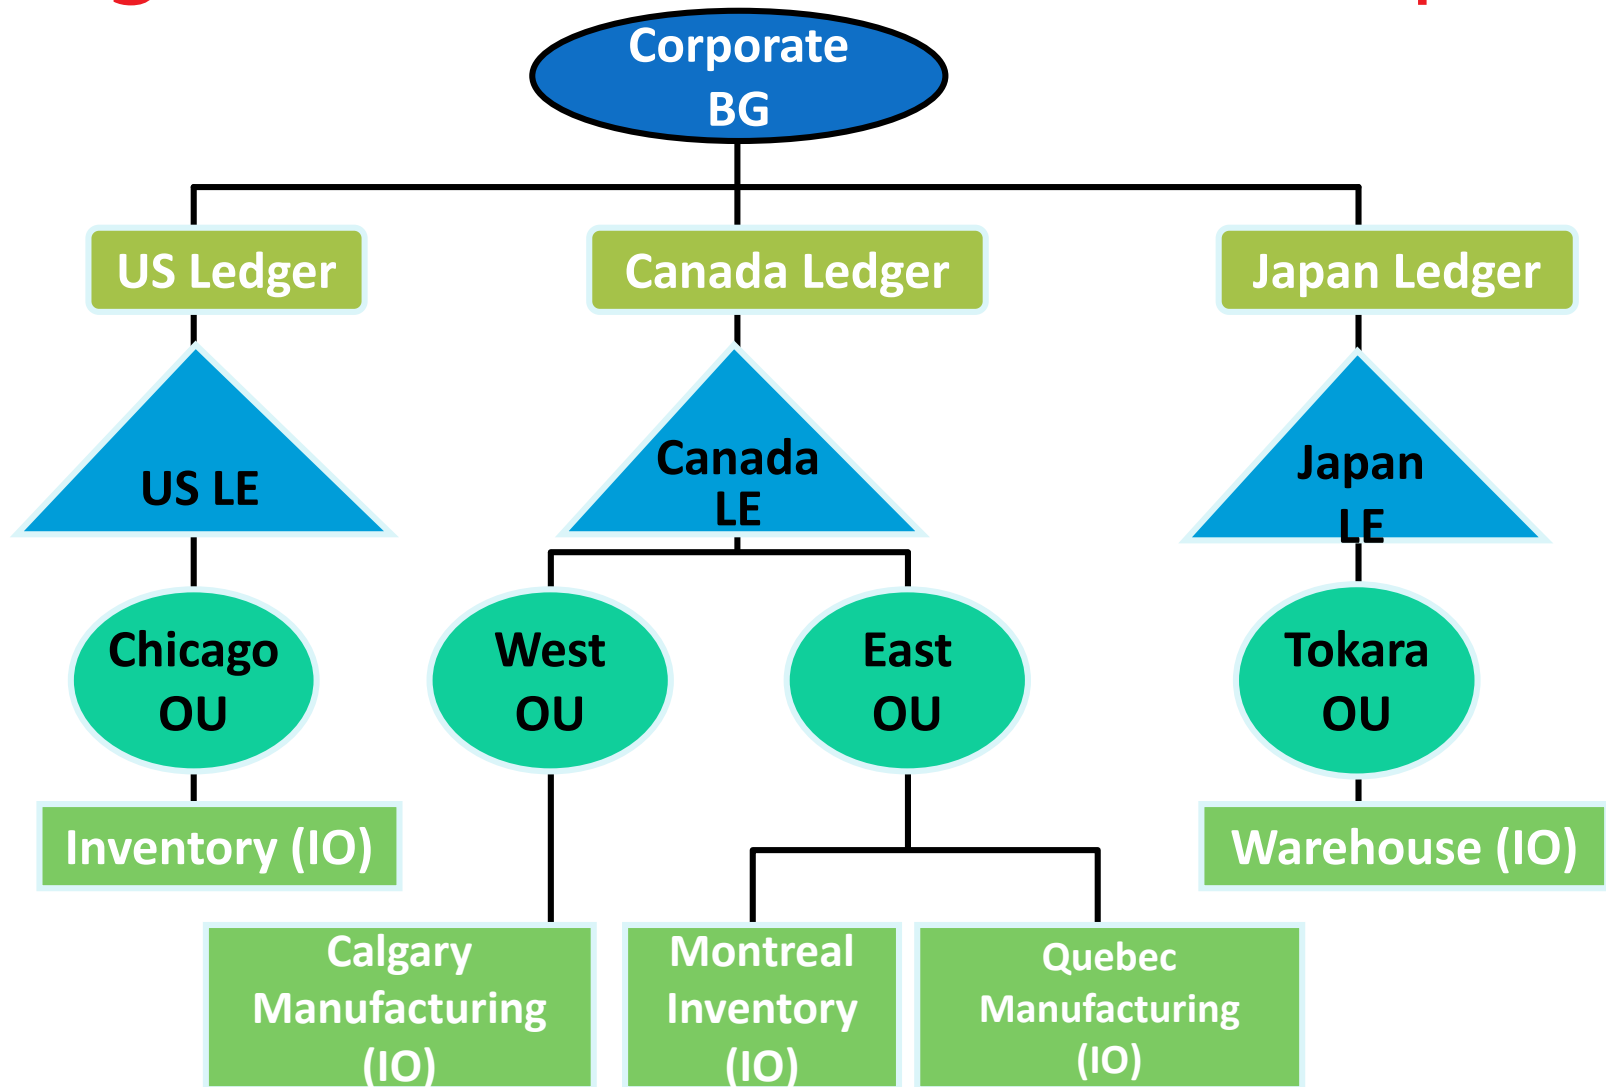 Corporate
BG
US Ledger
Canada Ledger
Japan Ledger
US LE
Canada
LE
Japan
LE
Chicago
OU
West
OU
East
OU
Tokara
OU
Inventory (IO)
Warehouse (IO)
Calgary
Manufacturing
(IO)
Montreal
Inventory
(IO)
Quebec
Manufacturing
(IO)